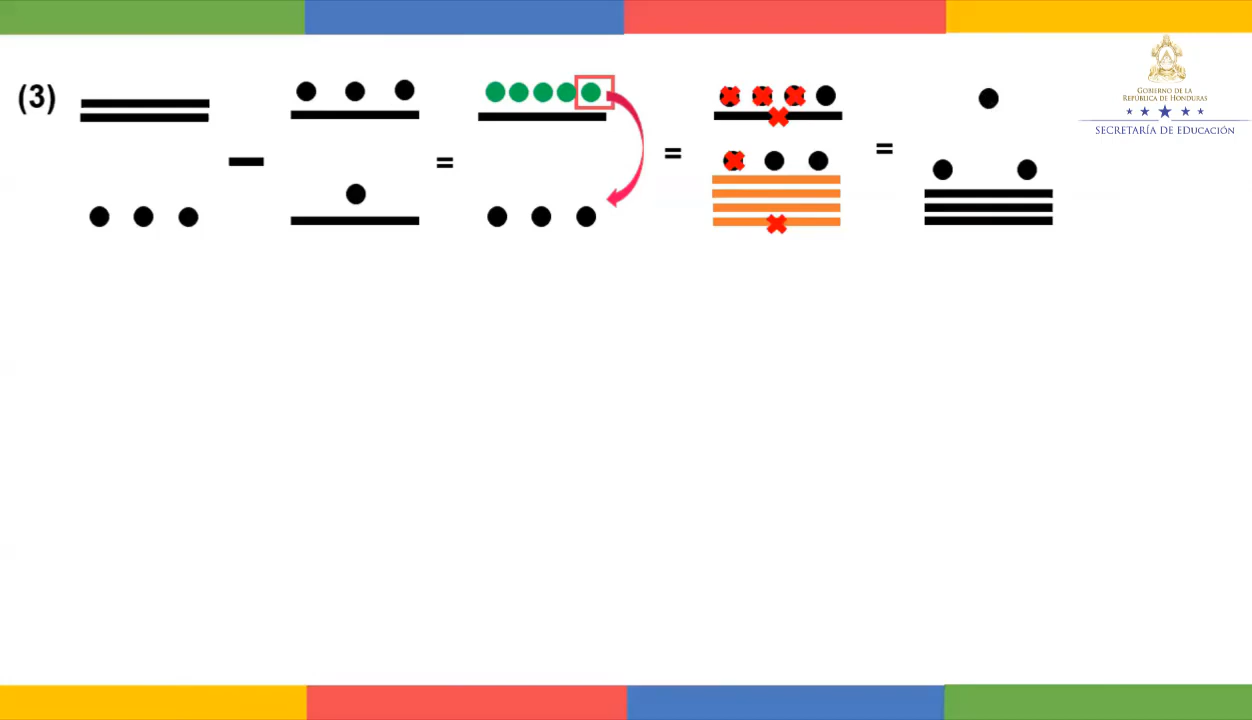 (3)
− = = =
GOBIERNO DE LA
REPÚBLICA DE HONDURAS
SECRETARÍA DE EDUCACIÓN